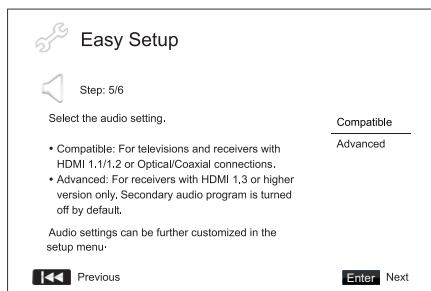 Easy Setup
Step: 5/6
Select the audio setting.
• Compatible: For televisions and receivers with
HDMI 1.1/1.2 or Optical/Coaxial connections.
• Advanced: For receivers with HDMI 1.3 or higher
version only. Secondary audio program is turned
off by default.
Audio settings can be further customized in the
setup menu.
Compatible
Advanced
Previous
Enter Next